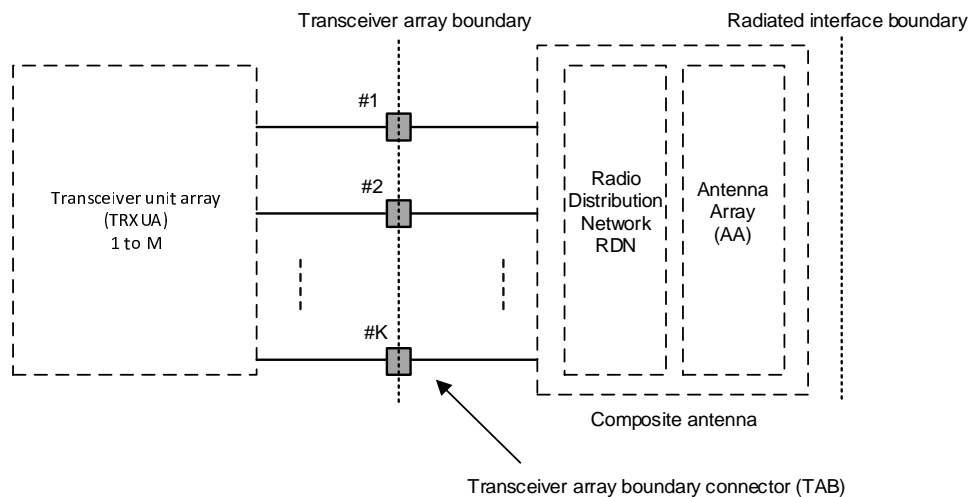 Transceiver array boundary
Radiated interface boundary
#1
#2
#K
Transceiver unit array
(TRXUA)
1 to M
Radio
Distribution
Network
RDN
Antenna
Array
(AA)
Composite antenna
Transceiver array boundary connector (TAB)